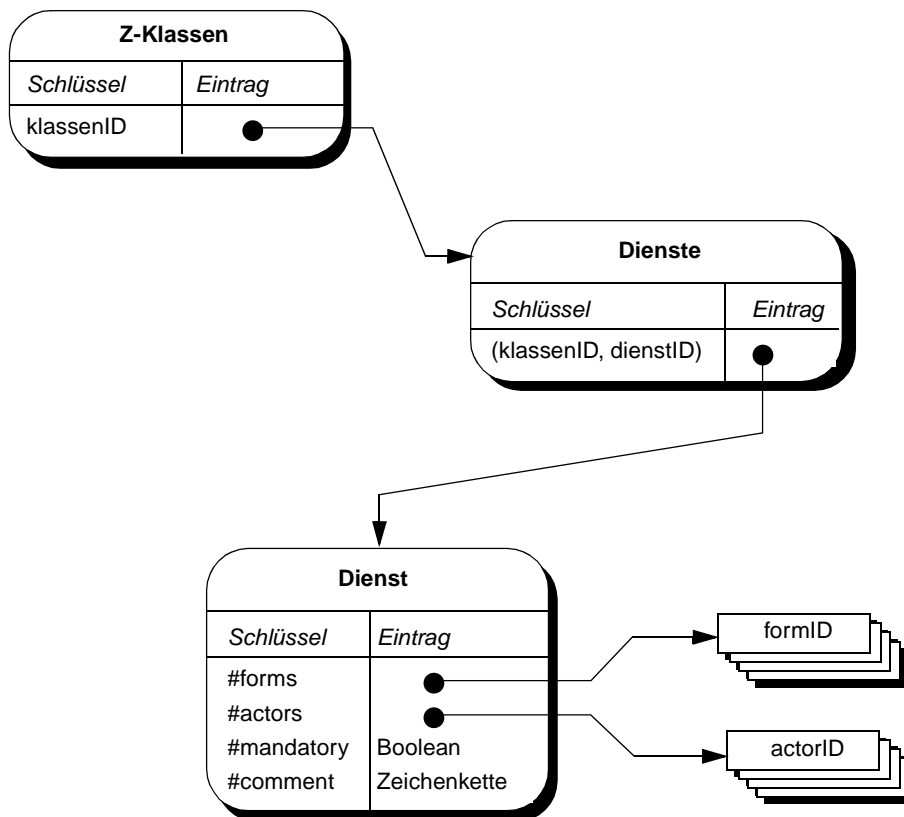 Z-Klassen
Schlüssel Eintrag
klassenID
Dienste
Schlüssel Eintrag
(klassenID, dienstID)
Dienst
Schlüssel Eintrag
#forms
#actors
#mandatory Boolean
#comment Zeichenkette
formID
actorID